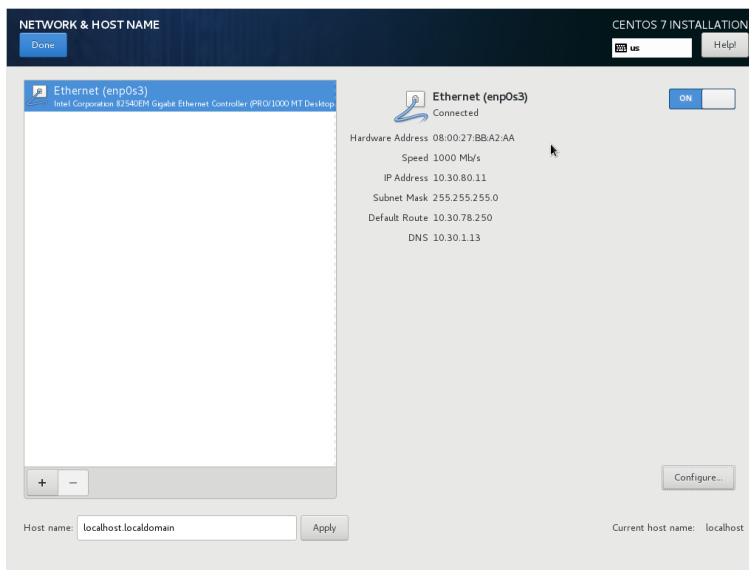 NETWORK & HOST NAME
CENTOS 7 INSTALLATION
Done
us
Help!
Ethernet (enp0s3)
Intel Corporation 82540EM Gigabit Ethernet Controller (PRO/1000 MT Desktop
Ethernet (enp0s3)
Connected
ON
Hardware Address 08:00:27:BB:A2:AA
Speed 1000 Mb/s
IP Address 10.30.80.11
Subnet Mask 255.255.255.0
Default Route 10.30.78.250
DNS 10.30.1.13
+ −
Configure...
Host name: localhost.localdomain Apply
Current host name: localhost